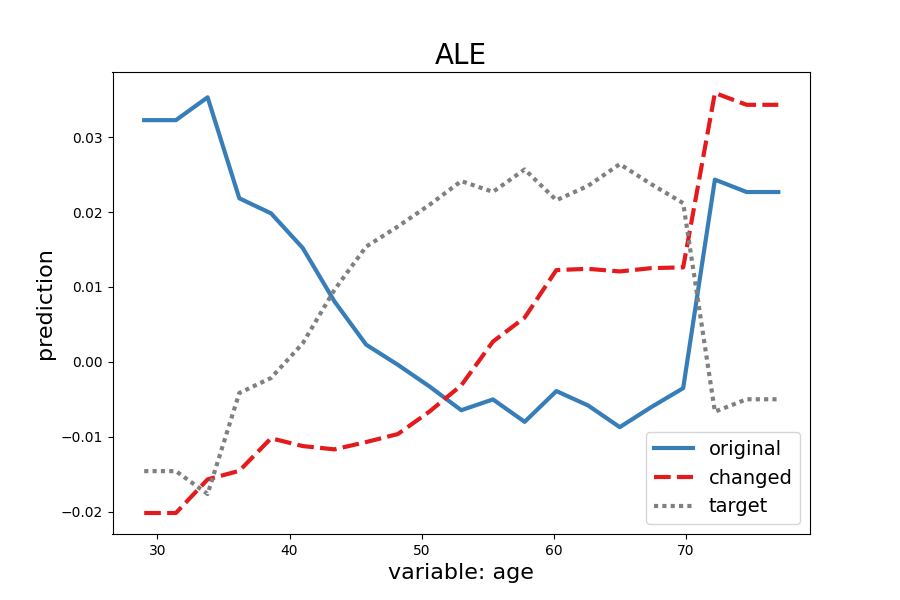 ALE
prediction
0.03
0.02
0.01
0.00
−0.01
−0.02
30 40 50 60 70
variable: age
original
changed
target